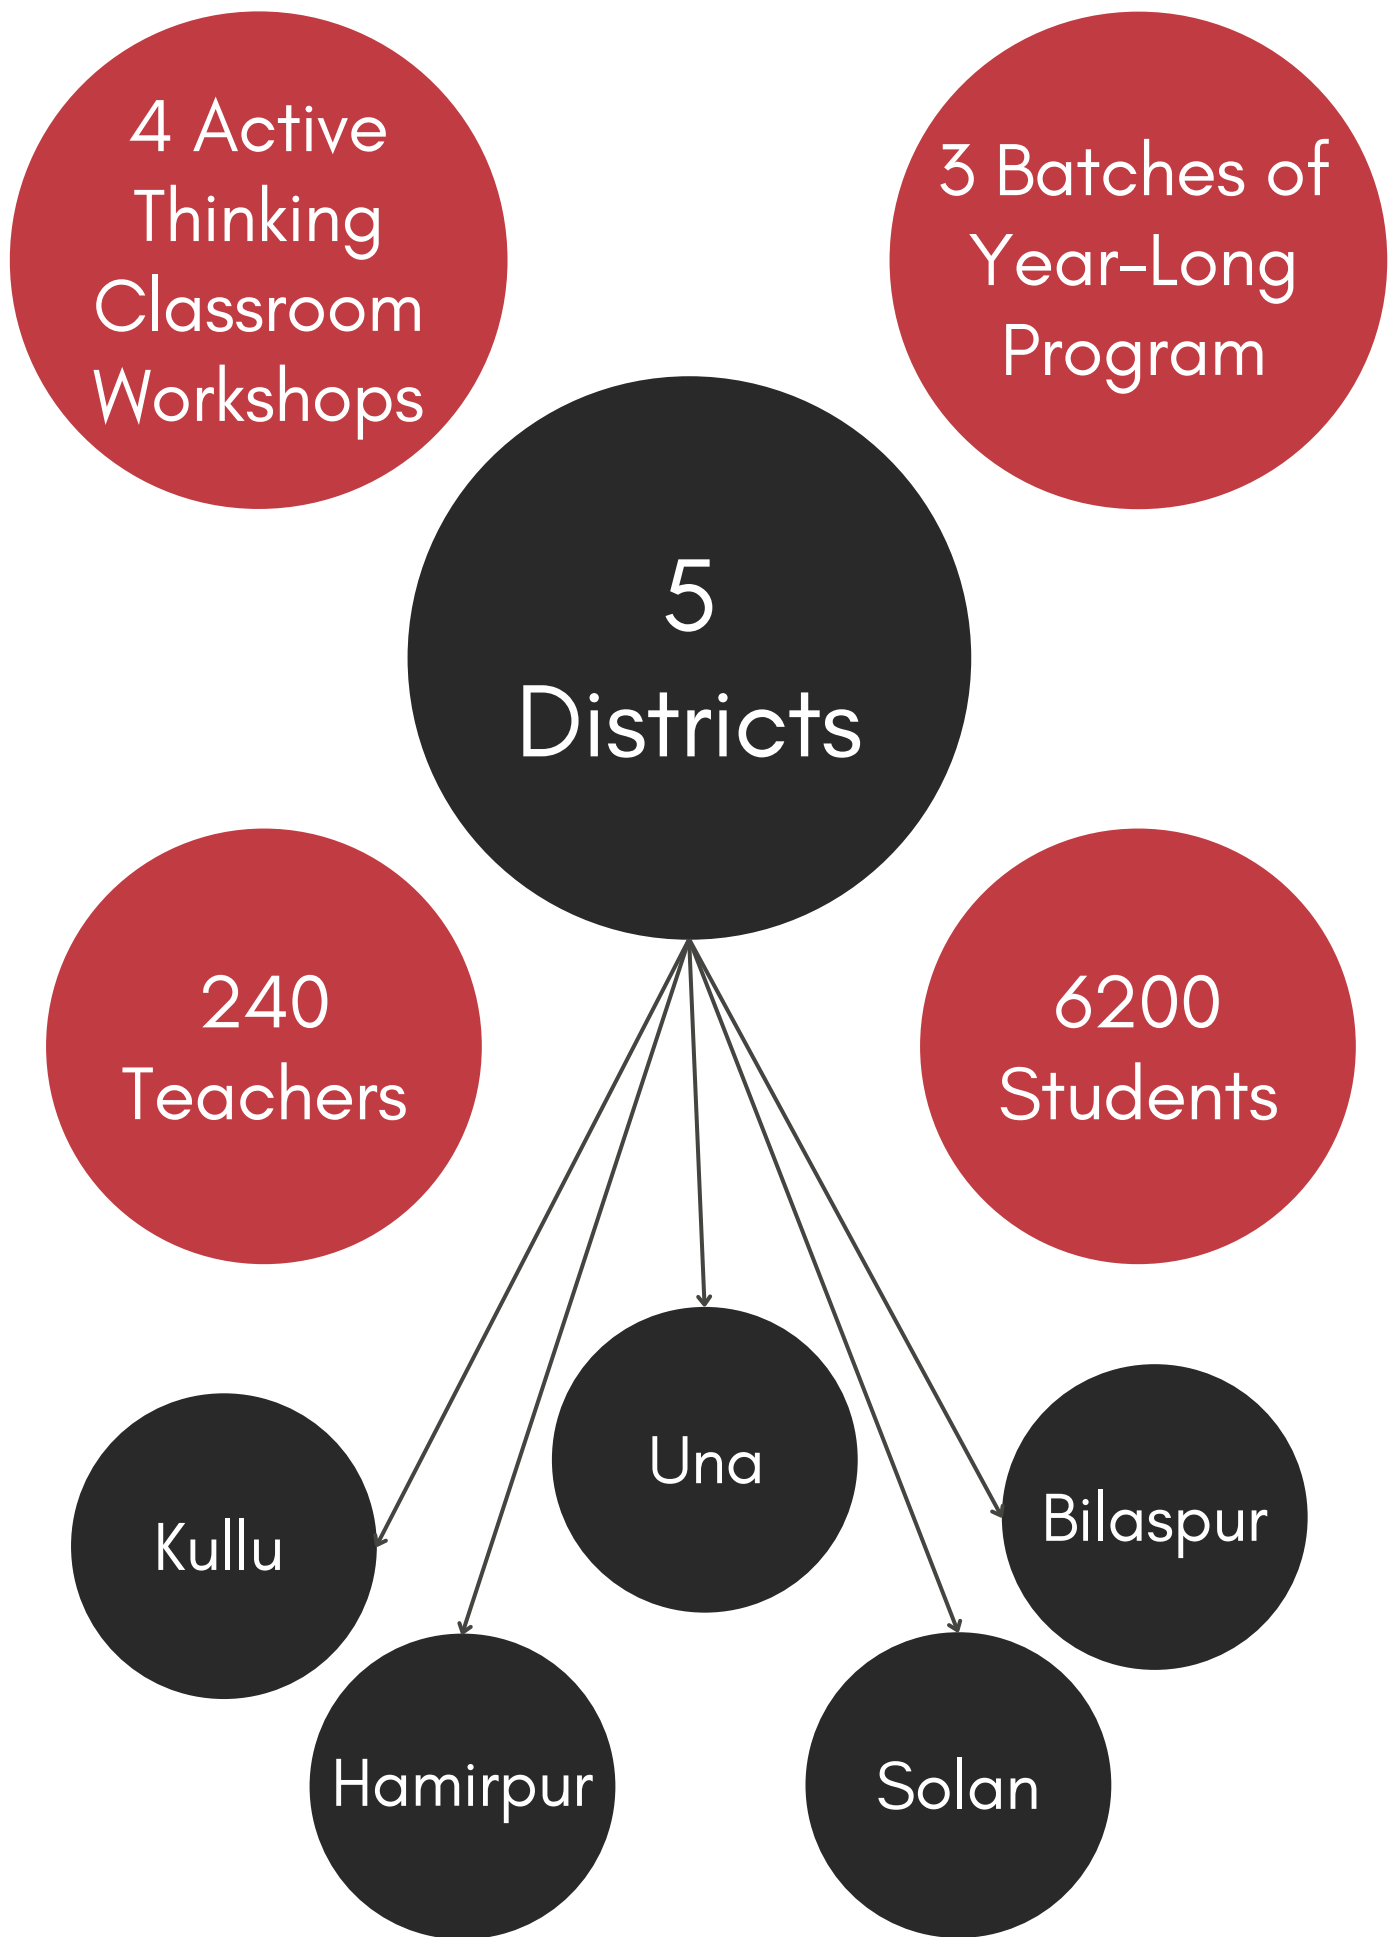 4 Active
Thinking
Classroom
Workshops
3 Batches of
Year-Long
Program
5
Districts
240
Teachers
6200
Students
Kullu
Hamirpur
Una
Solan
Bilaspur